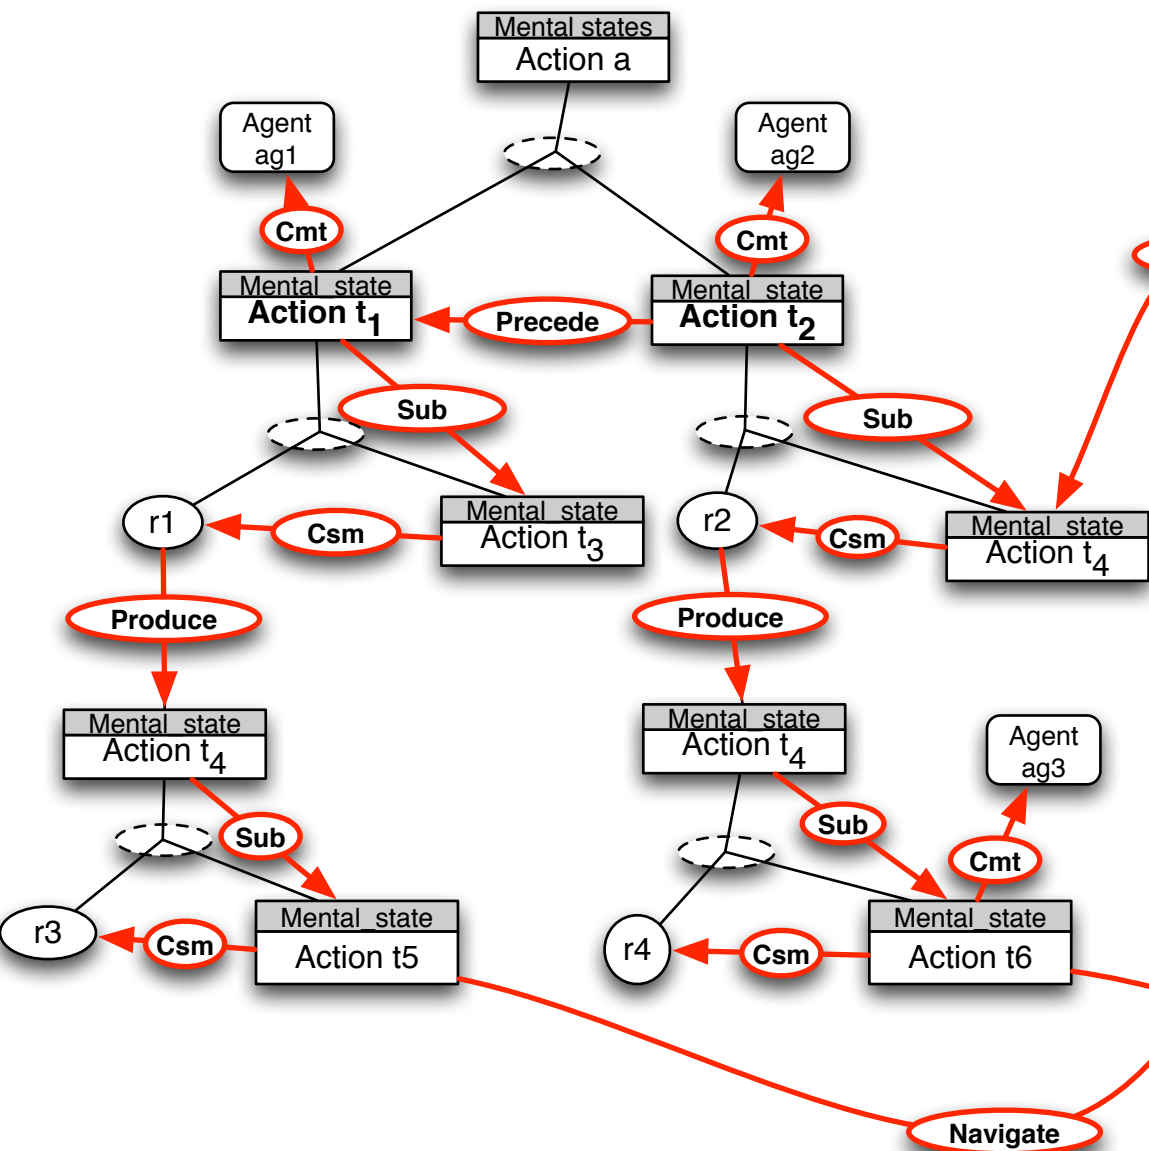 Mental states
Action a
Agent
ag1
Agent
ag2
Cmt
Cmt
Mental_state
Action t1
Precede
Mental_state
Action t2
Sub
Sub
r1
Csm
Mental_state
Action t3
r2
Csm
Mental_state
Action t4
Produce
Produce
Mental_state
Action t4
Mental_state
Action t4
Agent
ag3
Sub
Sub
Cmt
r3
Csm
Mental_state
Action t5
r4
Csm
Mental_state
Action t6
Navigate